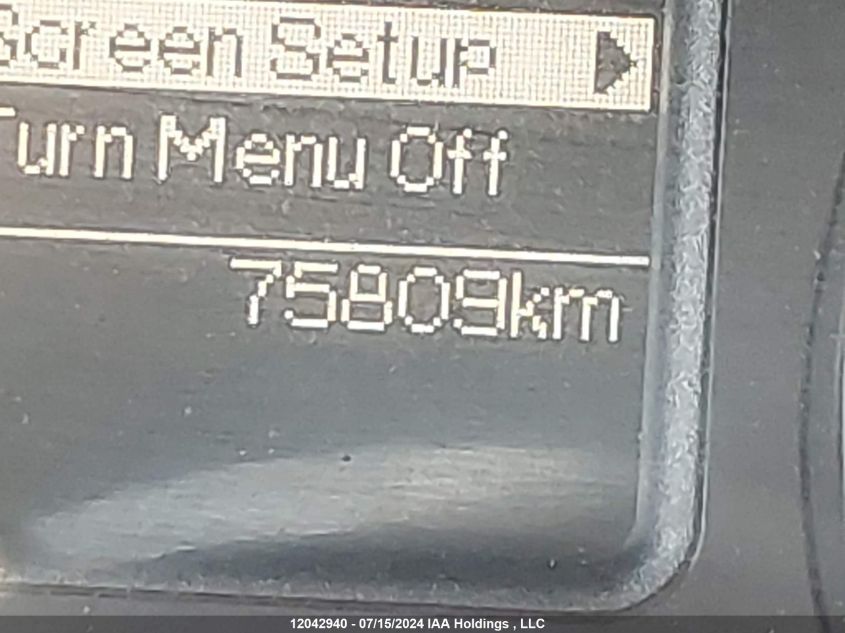 Screen Setup
Turn Menu Off
75809km
12042940 - 07/15/2024 IAA Holdings , LLC